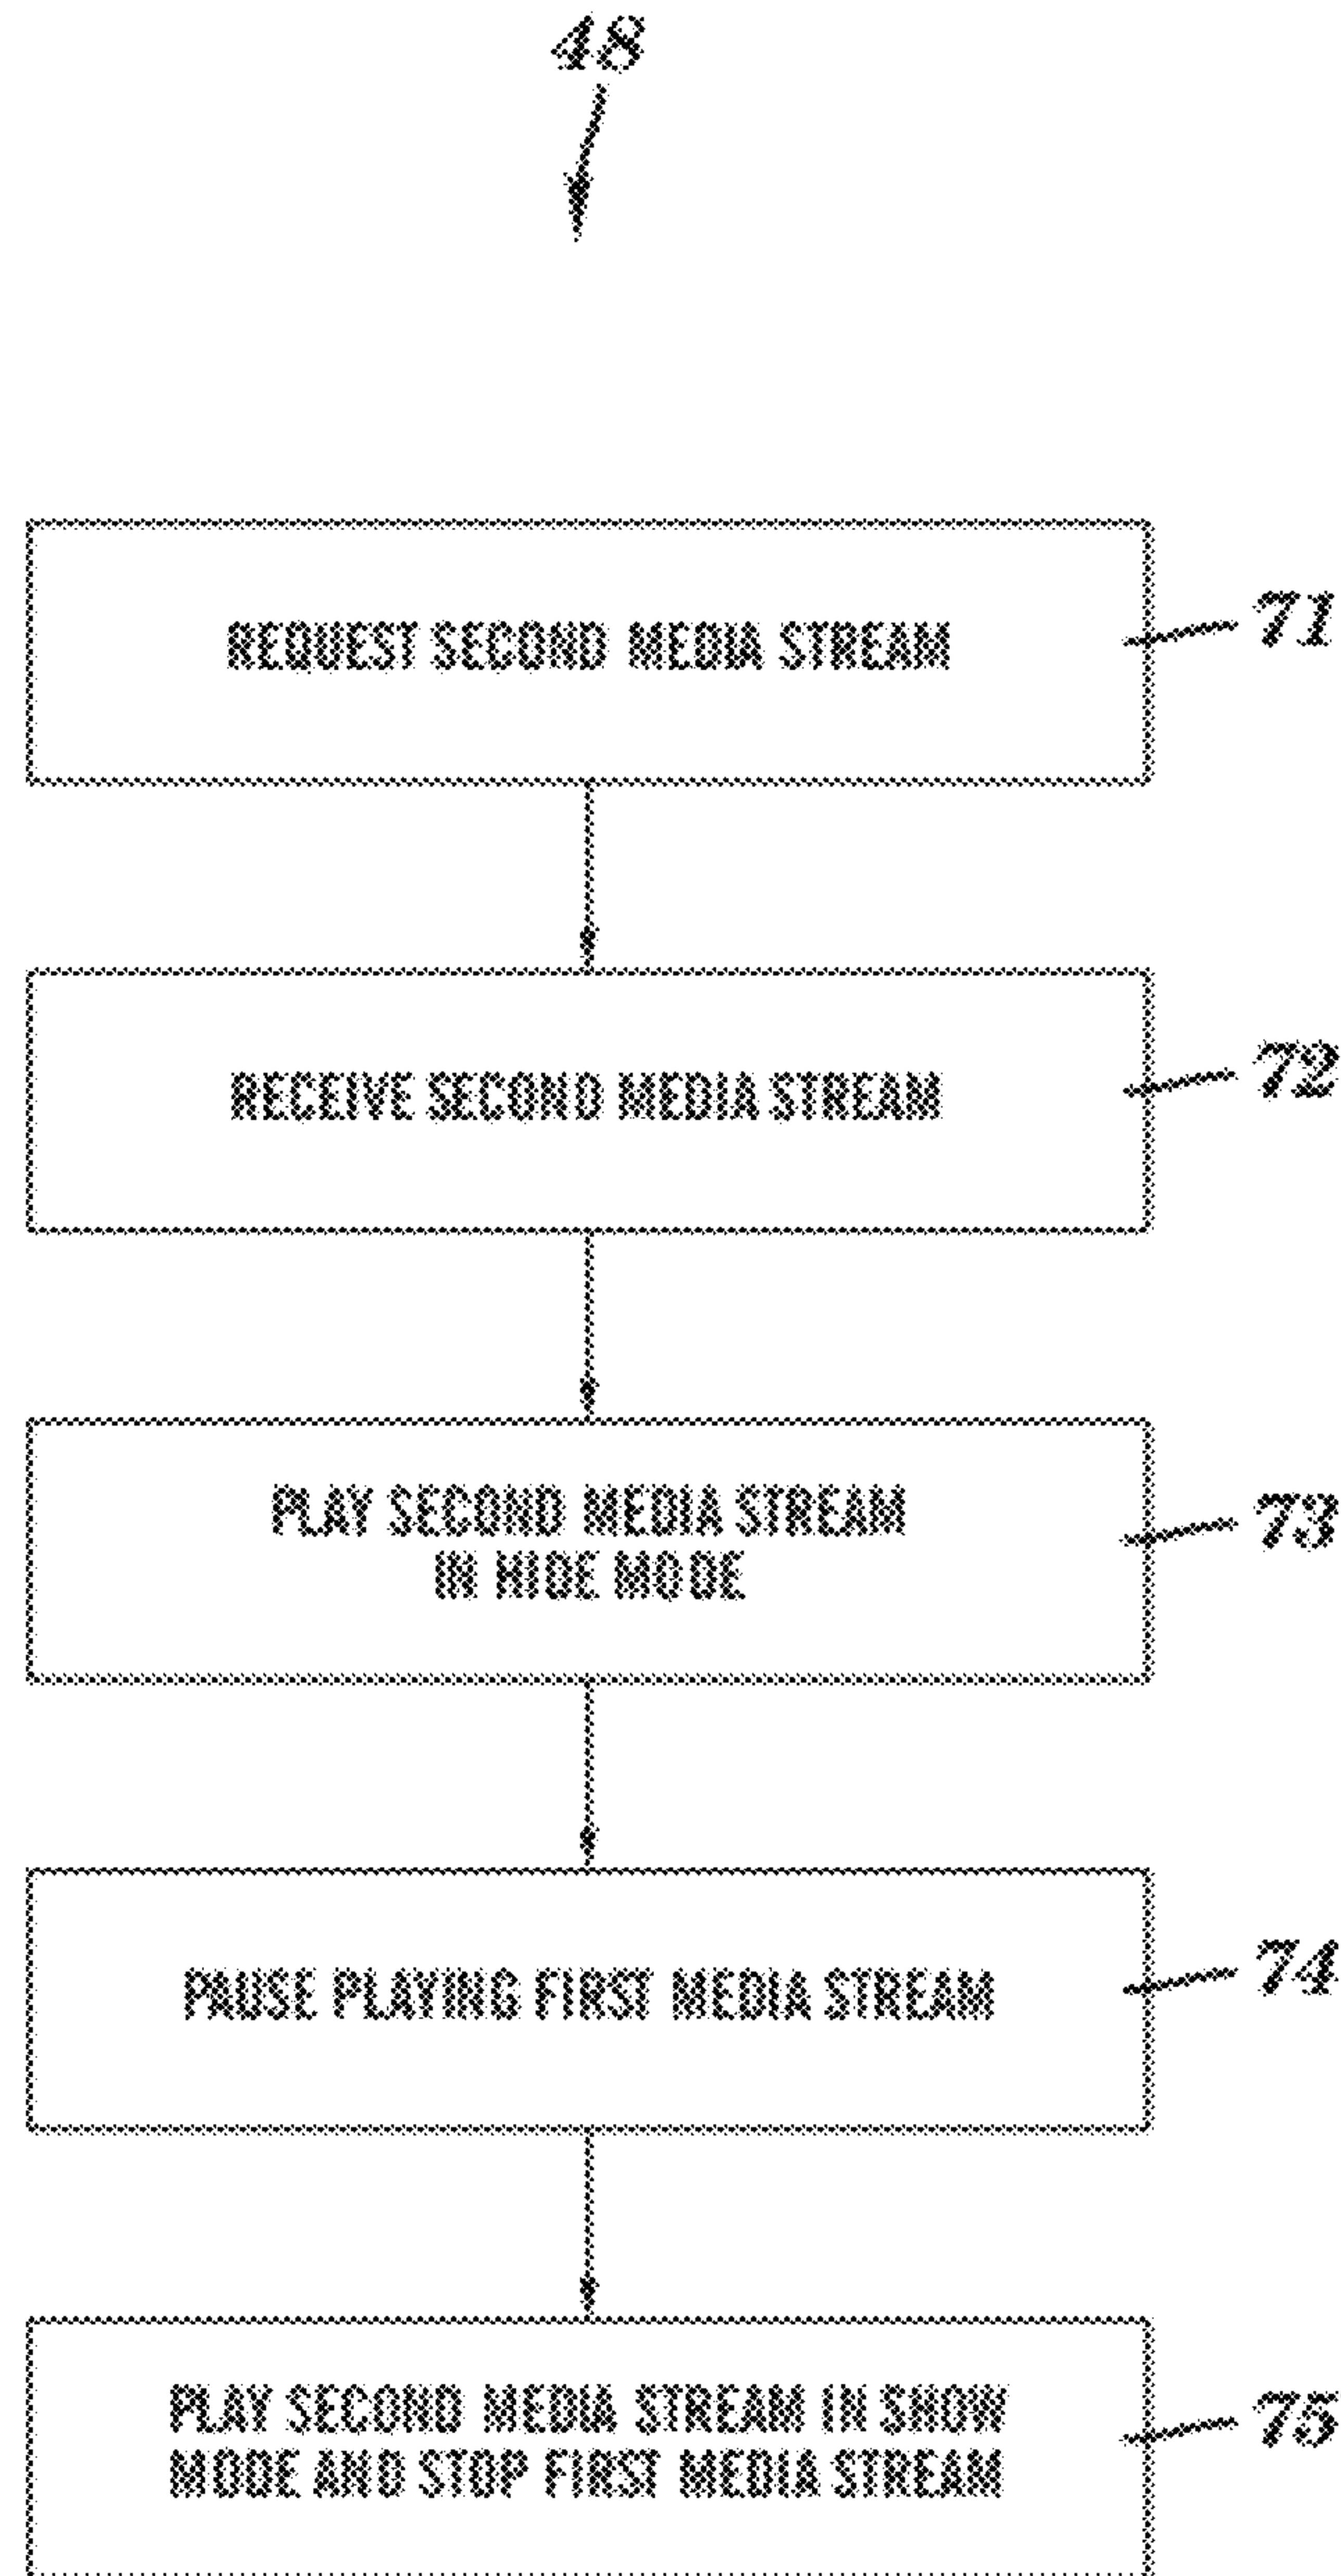 48
REQUEST SECOND MEDIA STREAM
71
RECEIVE SECOND MEDIA STREAM
72
PLAY SECOND MEDIA STREAM
IN HIDE MODE
73
PAUSE PLAYING FIRST MEDIA STREAM
74
PLAY SECOND MEDIA STREAM IN SHOW
MODE AND STOP FIRST MEDIA STREAM
75